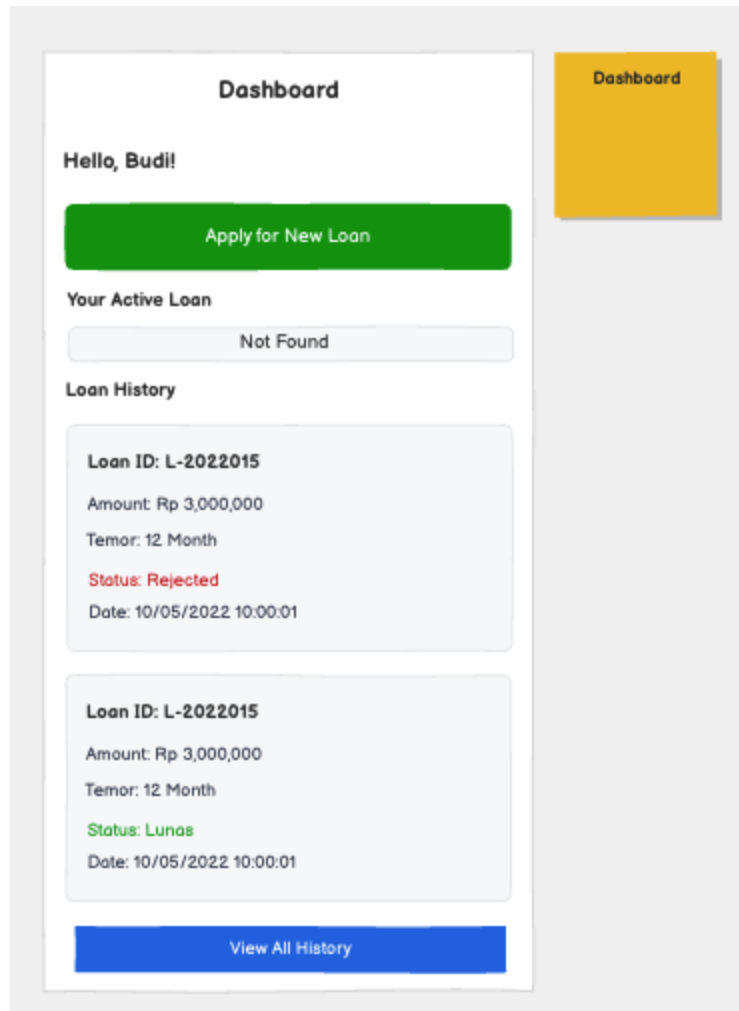 Dashboard
Hello, Budi!
Apply for New Loan
Your Active Loan
Not Found
Loan History
Loan ID: L-2022015
Amount: Rp 3,000,000
Temor: 12 Month
Status: Rejected
Date: 10/05/2022 10:00:01
Loan ID: L-2022015
Amount: Rp 3,000,000
Temor: 12 Month
Status: Lunas
Date: 10/05/2022 10:00:01
View All History
Dashboard